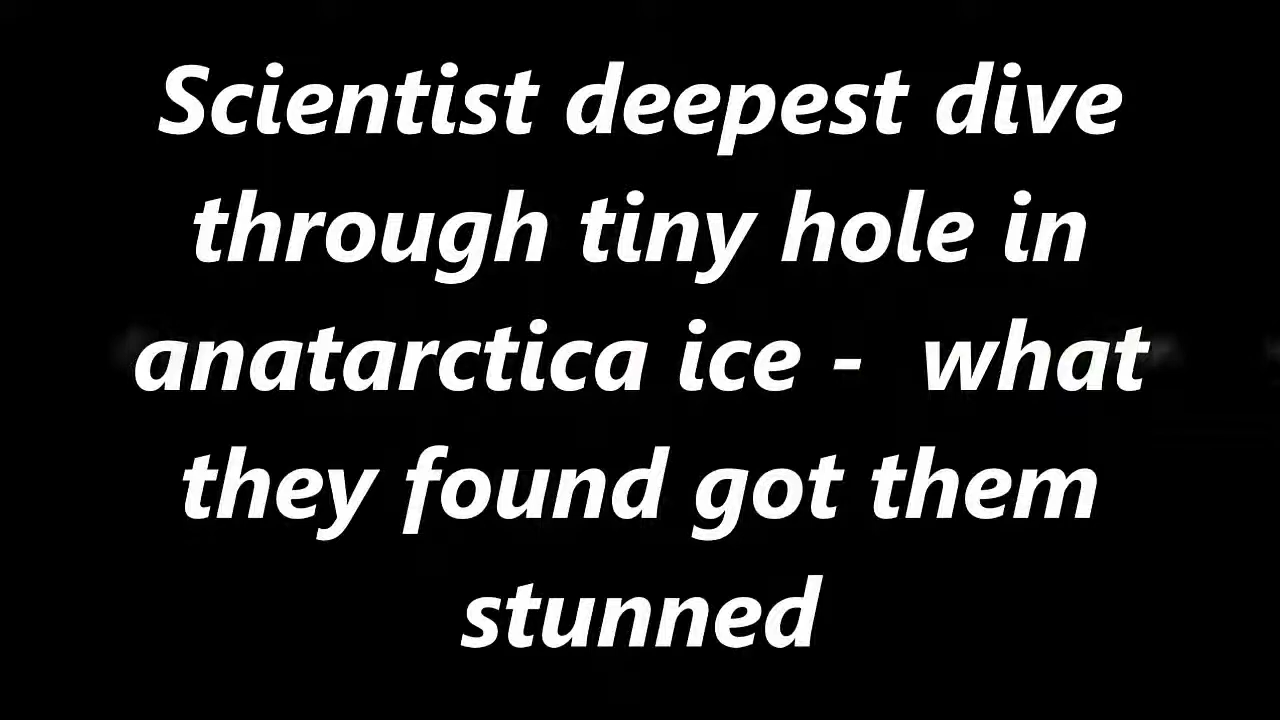 Scientist deepest dive
through tiny hole in
anatarctica ice -  what
they found got them
stunned